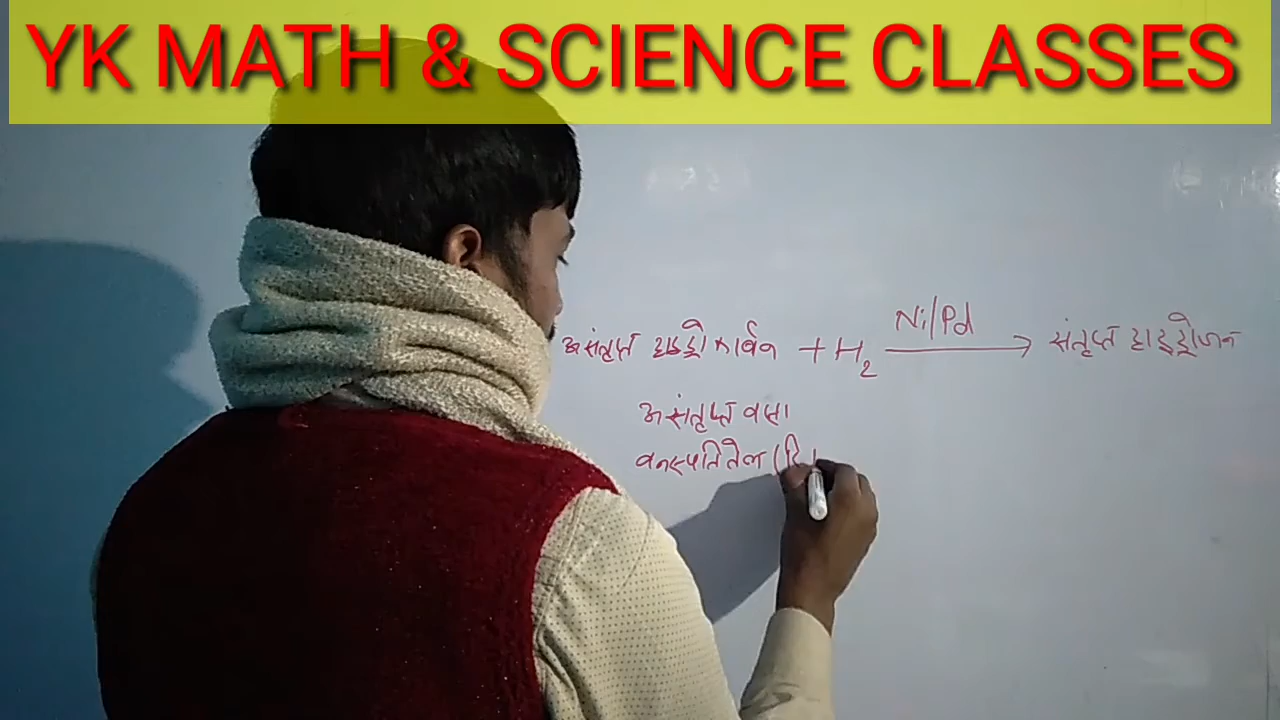 YK MATH & SCIENCE CLASSES
असंतृप्त हाइड्रोकार्बन + H2 Ni/Pd → संतृप्त हाइड्रोजन
असंतृप्त वसा
वनस्पति तेल (